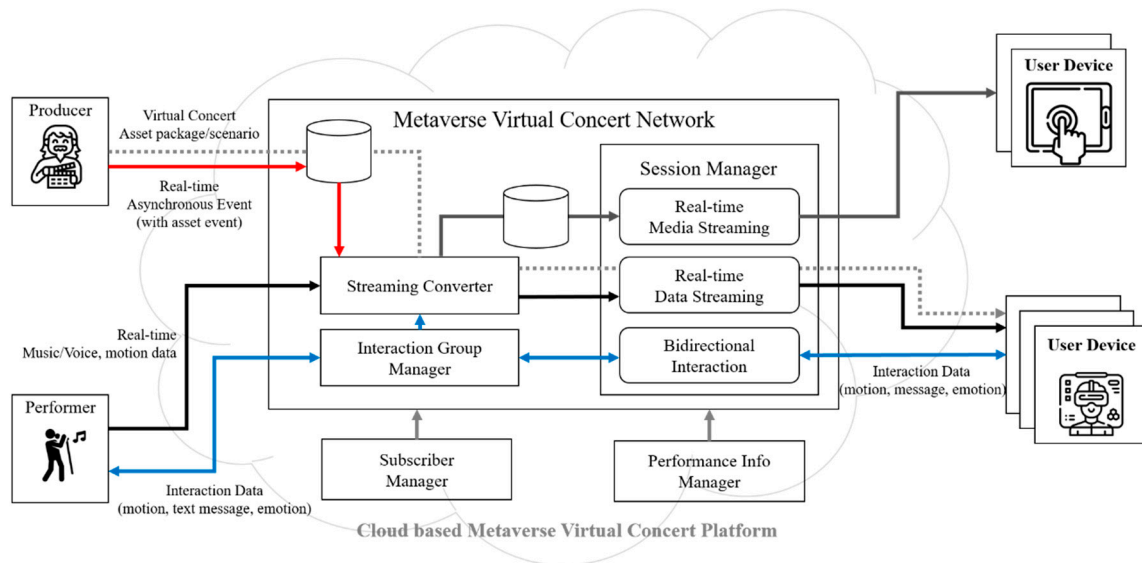 Producer
Virtual Concert
Asset package/scenario
Real-time
Asynchronous Event
(with asset event)
Metaverse Virtual Concert Network
Session Manager
Real-time
Media Streaming
Streaming Converter
Real-time
Data Streaming
Interaction Group
Manager
Bidirectional
Interaction
User Device
User Device
Interaction Data
(motion, message, emotion)
Real-time
Music/Voice, motion data
Performer
Interaction Data
(motion, text message, emotion)
Subscriber
Manager
Performance Info
Manager
Cloud based Metaverse Virtual Concert Platform